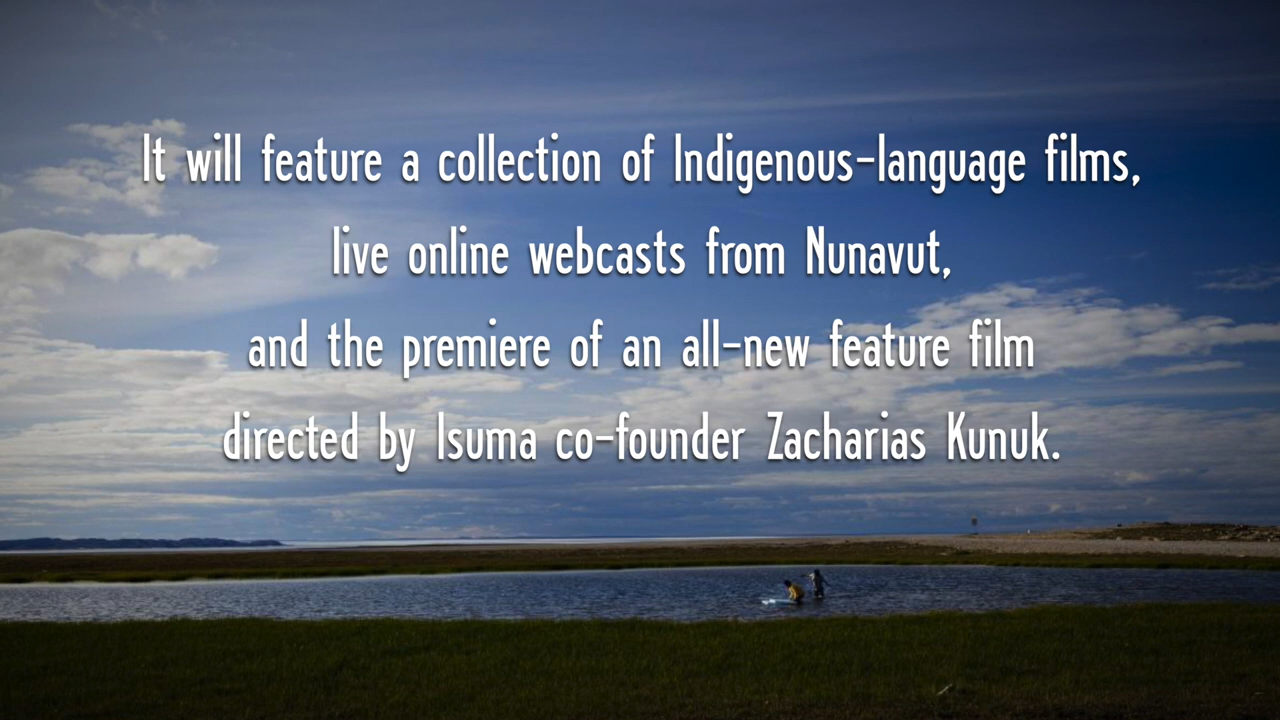 It will feature a collection of Indigenous-language films,
live online webcasts from Nunavut,
and the premiere of an all-new feature film
directed by Isuma co-founder Zacharias Kunuk.